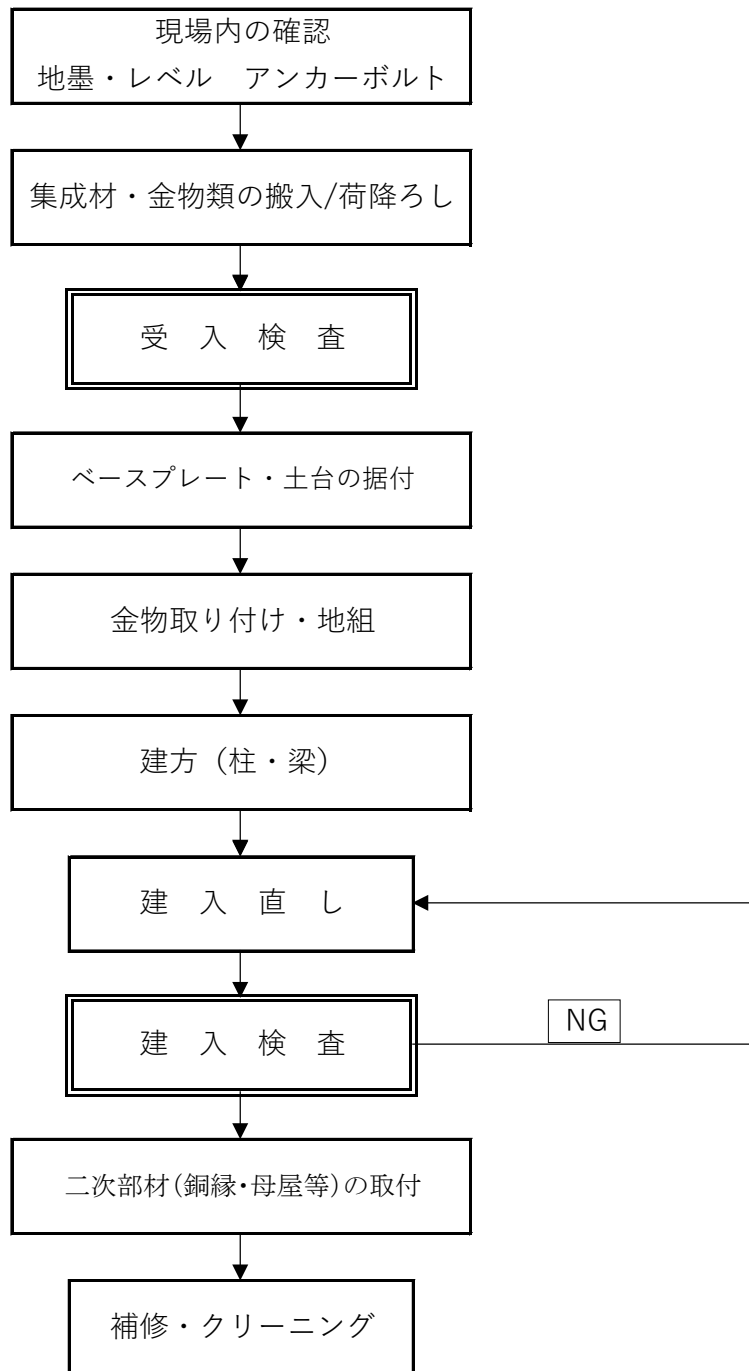 現場内の確認
地墨・レベル　アンカーボルト
集成材・金物類の搬入/荷降ろし
受　入　検　査
ベースプレート・土台の据付
金物取り付け・地組
建方（柱・梁）
建　入　直　し
建　入　検　査
NG
二次部材(銅縁・母屋等)の取付
補修・クリーニング